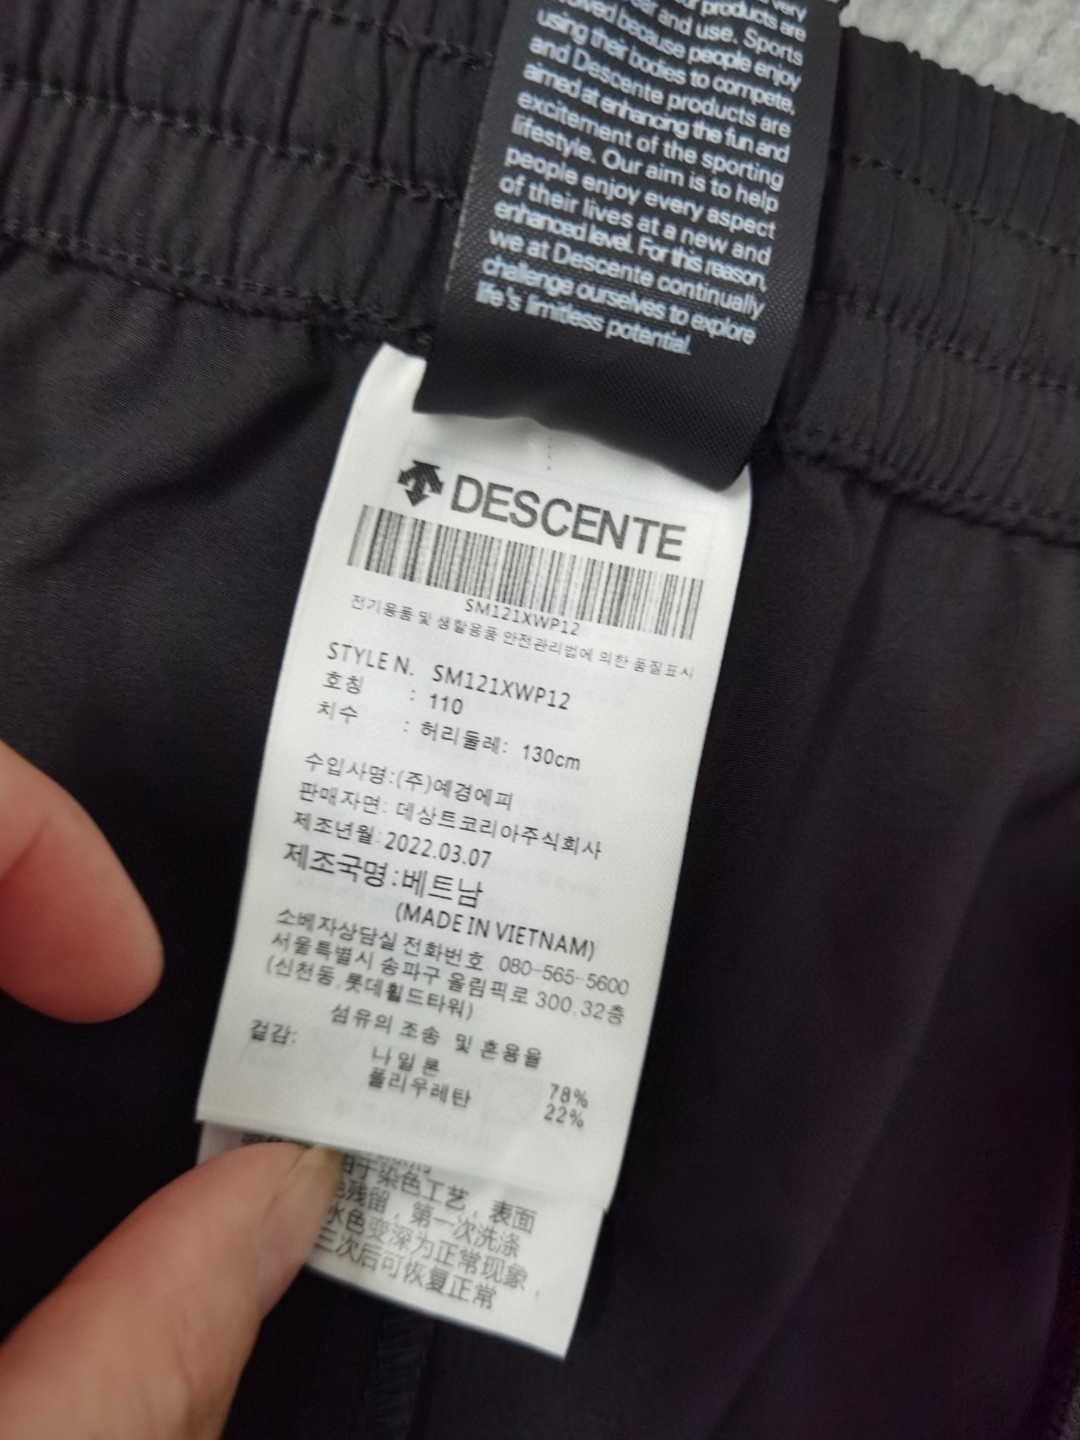 very
products are
and use. Sports
because people enjoy
using their bodies to compete,
and Descente products are
aimed at enhancing the fun and
excitement of the sporting
lifestyle. Our aim is to help
people enjoy every aspect
of their lives at a new and
enhanced level. For this reason,
we at Descente continually
challenge ourselves to explore
life's limitless potential.
DESCENTE
SM121XWP12
전기용품 및 생활용품 안전관리법에 의한 품질표시
STYLE N. SM121XWP12
호칭 : 110
치수 : 허리둘레: 130cm
수입사명:(주)예경에피
판매자면: 데상트코리아주식회사
제조년월:2022.03.07
제조국명:베트남
(MADE IN VIETNAM)
소베자상담실 전화번호 080-565-5600
서울특별시 송파구 올림픽로 300.32층
(신천동,롯데휠드타워)
섬유의 조송 및 혼용율
겉감:
나일론 78%
폴리우레탄 22%
于染色工艺，表面
残留，第一次洗涤
水色变深为正常现象，
三次后可恢复正常